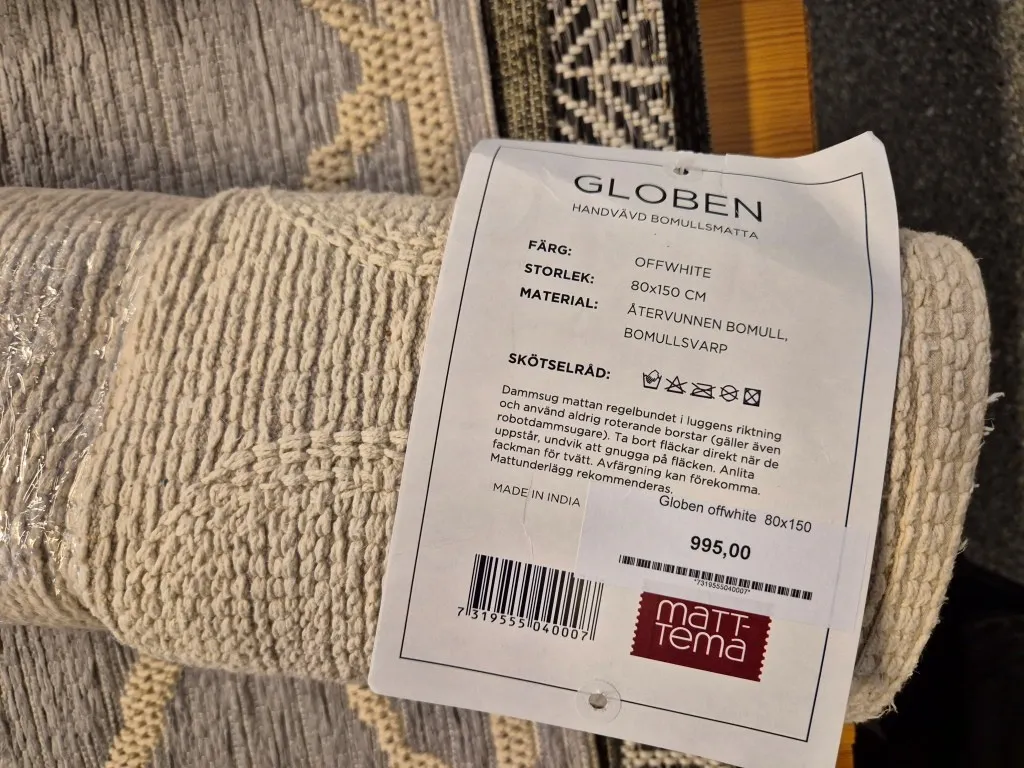 GLOBEN
HANDVÄVD BOMULLSMATTA
FÄRG: OFFWHITE
STORLEK: 80x150 CM
MATERIAL: ÅTERVUNNEN BOMULL,
BOMULLSVARP
SKÖTSELRÅD:
Dammsug mattan regelbundet i luggens riktning
och använd aldrig roterande borstar (gäller även
robotdammsugare). Ta bort fläckar direkt när de
uppstår, undvik att gnugga på fläcken. Anlita
fackman för tvätt. Avfärgning kan förekomma.
Mattunderlägg rekommenderas.
MADE IN INDIA
Globen offwhite 80x150
995,00
*7319555040007*
7 319555 040007
matt-
tema